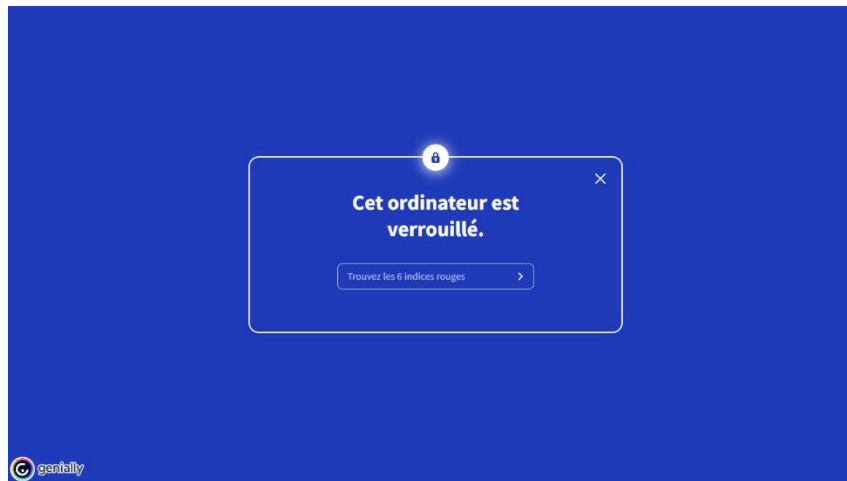 Cet ordinateur est
verrouillé.
Trouvez les 6 indices rouges
genially